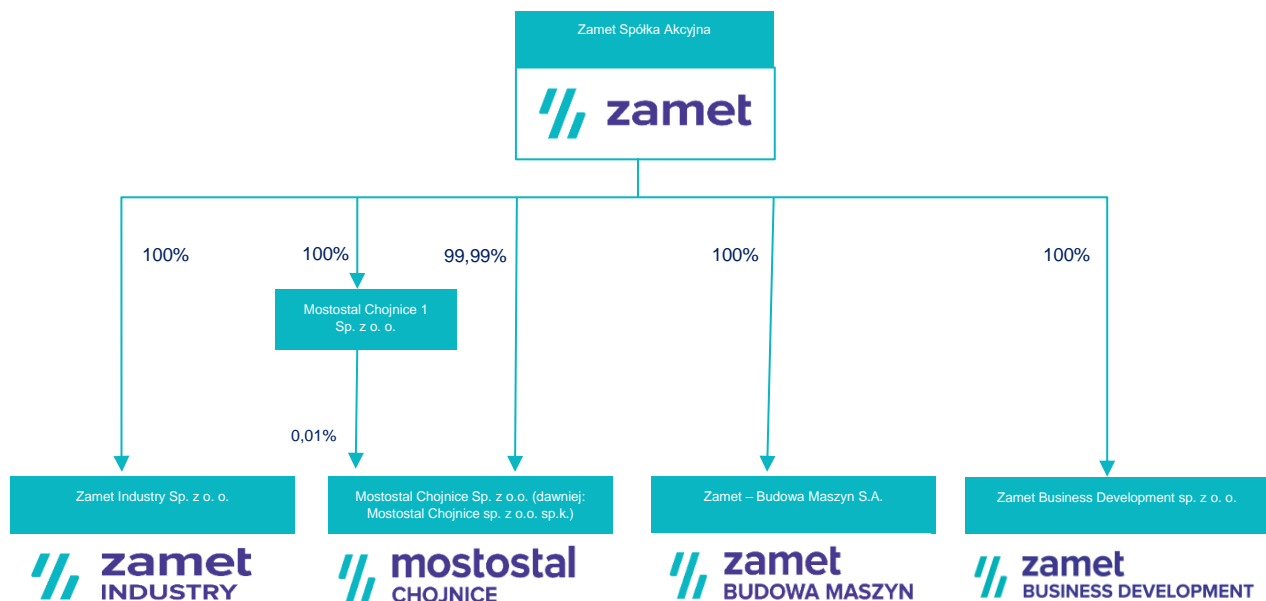 Zamet Spółka Akcyjna
zamet
100%
100%
99,99%
100%
100%
Mostostal Chojnice 1
Sp. z o. o.
0,01%
Zamet Industry Sp. z o. o.
Mostostal Chojnice Sp. z o.o. (dawniej:
Mostostal Chojnice sp. z o.o. sp.k.)
Zamet – Budowa Maszyn S.A.
Zamet Business Development sp. z o. o.
zamet
INDUSTRY
mostostal
CHOJNICE
zamet
BUDOWA MASZYN
zamet
BUSINESS DEVELOPMENT